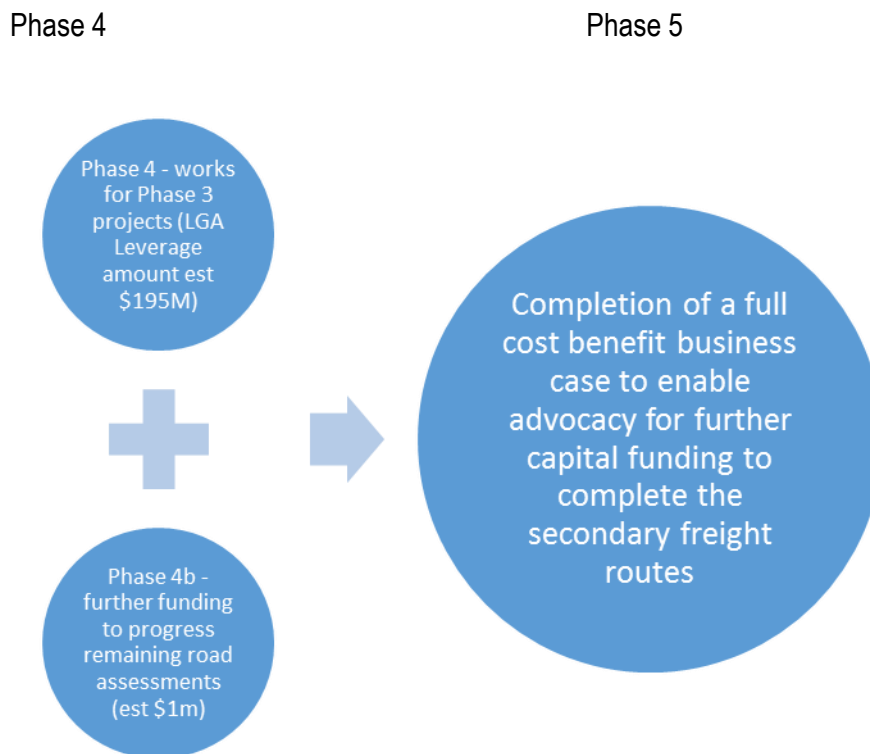 Phase 4
Phase 5
Phase 4 - works
for Phase 3
projects (LGA
Leverage
amount est
$195M)
Phase 4b -
further funding
to progress
remaining road
assessments
(est $1m)
Completion of a full
cost benefit business
case to enable
advocacy for further
capital funding to
complete the
secondary freight
routes